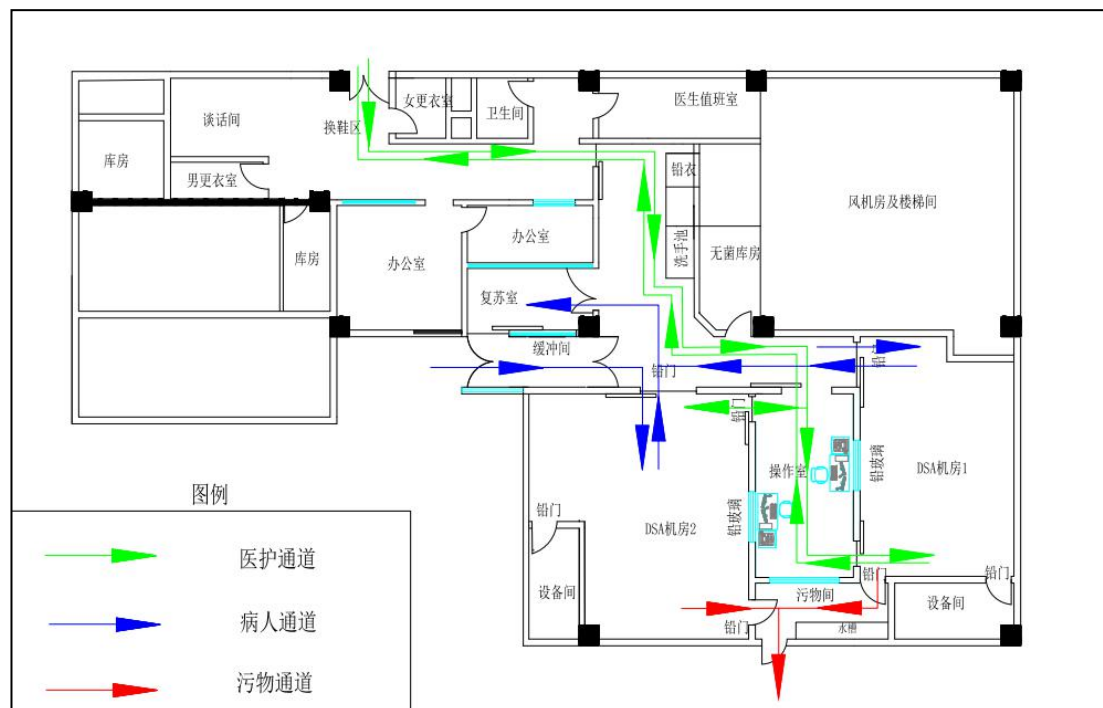 女更衣室
卫生间
医生值班室
谈话间
换鞋区
库房
男更衣室
铅衣
风机房及楼梯间
洗手池
无菌库房
办公室
库房
办公室
复苏室
缓冲间
铅门
铅门
铅门
操作室
铅玻璃
DSA机房1
图例
铅门
DSA机房2
铅玻璃
医护通道
设备间
铅门
铅门
污物间
设备间
病人通道
铅门
水槽
污物通道